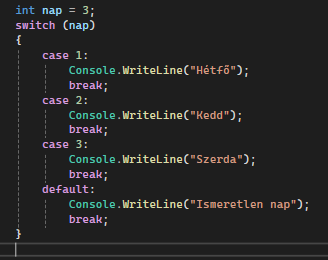 int nap = 3;
switch (nap)
{
    case 1:
        Console.WriteLine("Hétfő");
        break;
    case 2:
        Console.WriteLine("Kedd");
        break;
    case 3:
        Console.WriteLine("Szerda");
        break;
    default:
        Console.WriteLine("Ismeretlen nap");
        break;
}